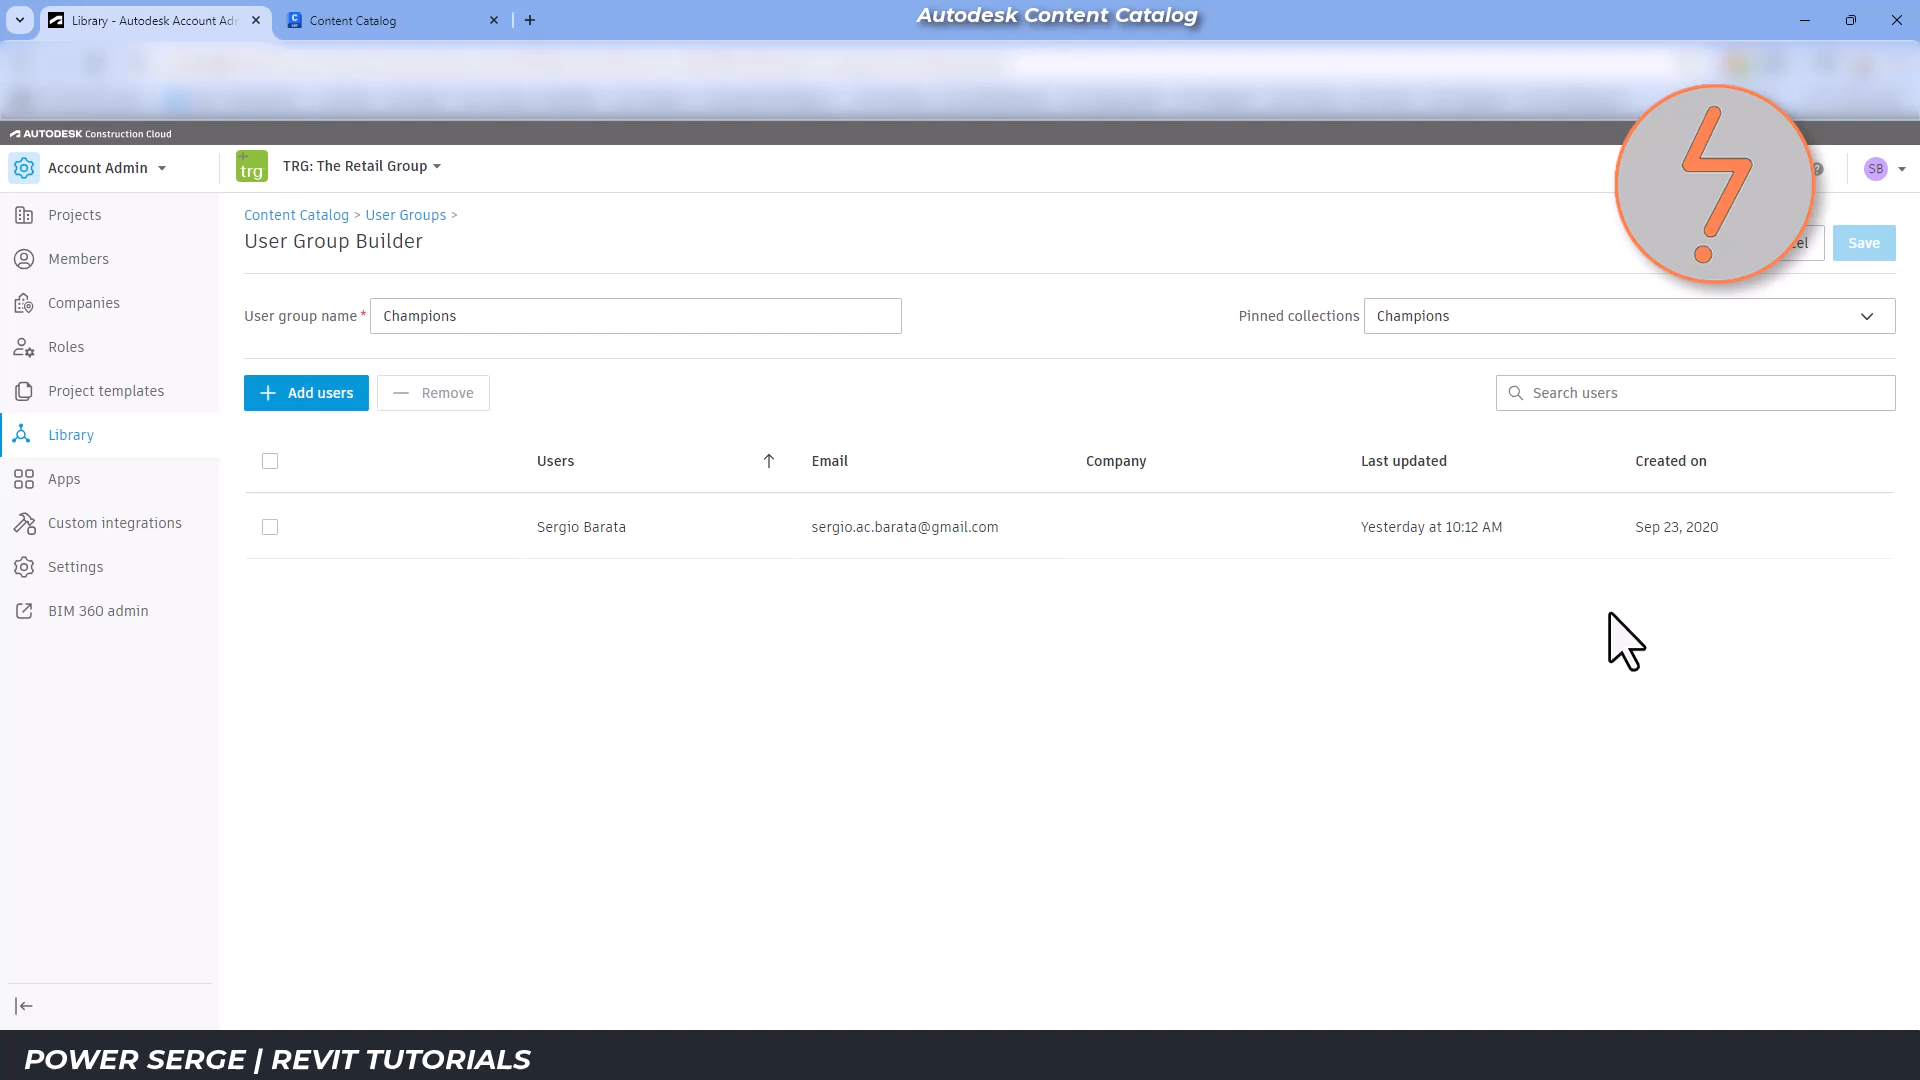 Library - Autodesk Account Adm
Content Catalog
Autodesk Content Catalog
AUTODESK Construction Cloud
Account Admin
trg
TRG: The Retail Group
SB
Projects
Members
Companies
Roles
Project templates
Library
Apps
Custom integrations
Settings
BIM 360 admin
Content Catalog > User Groups >
User Group Builder
Save
User group name * Champions
Pinned collections Champions
Add users
Remove
Search users
Users Email Company Last updated Created on
Sergio Barata sergio.ac.barata@gmail.com Yesterday at 10:12 AM Sep 23, 2020
POWER SERGE | REVIT TUTORIALS